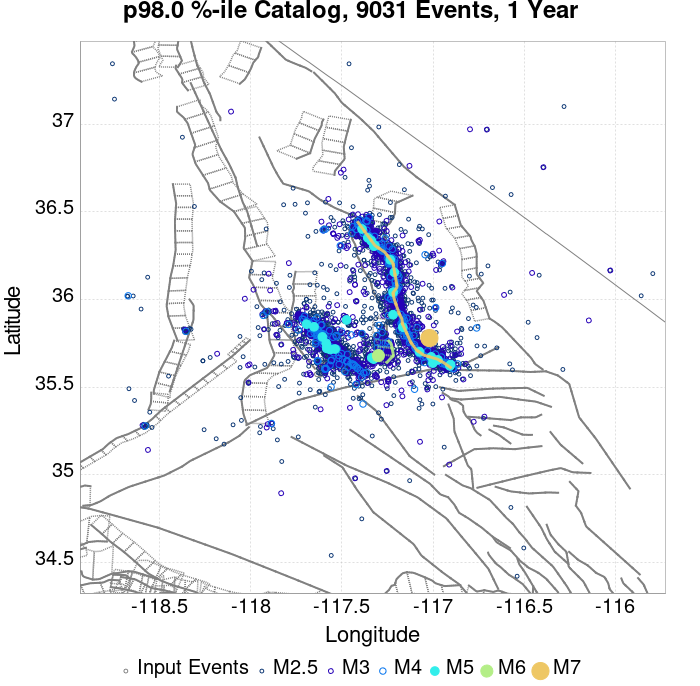 p98.0 %-ile Catalog, 9031 Events, 1 Year
37
36.5
36
35.5
35
34.5
Latitude
-118.5 -118 -117.5 -117 -116.5 -116
Longitude
Input Events M2.5 M3 M4 M5 M6 M7